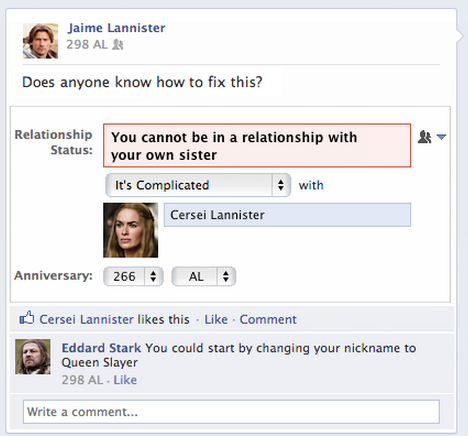 Jaime Lannister
298 AL
Does anyone know how to fix this?
Relationship Status:
You cannot be in a relationship with
your own sister
It's Complicated with
Cersei Lannister
Anniversary: 266 AL
Cersei Lannister likes this · Like · Comment
Eddard Stark You could start by changing your nickname to
Queen Slayer
298 AL · Like
Write a comment...